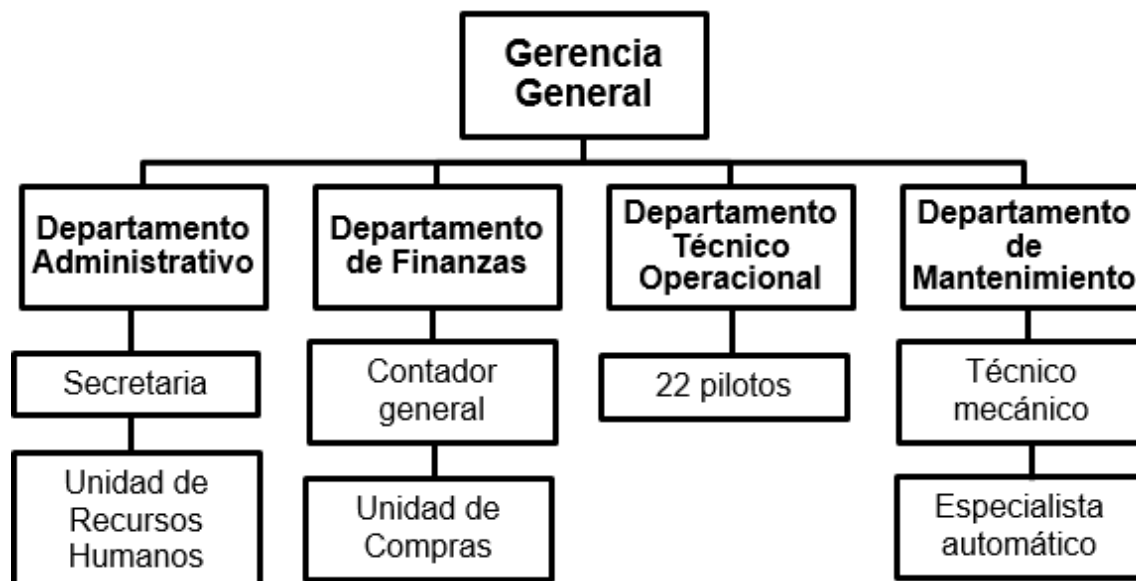 Gerencia
General
Departamento
Administrativo
Departamento
de Finanzas
Departamento
Técnico
Operacional
Departamento
de
Mantenimiento
Secretaria
Contador
general
22 pilotos
Técnico
mecánico
Unidad de
Recursos
Humanos
Unidad de
Compras
Especialista
automático